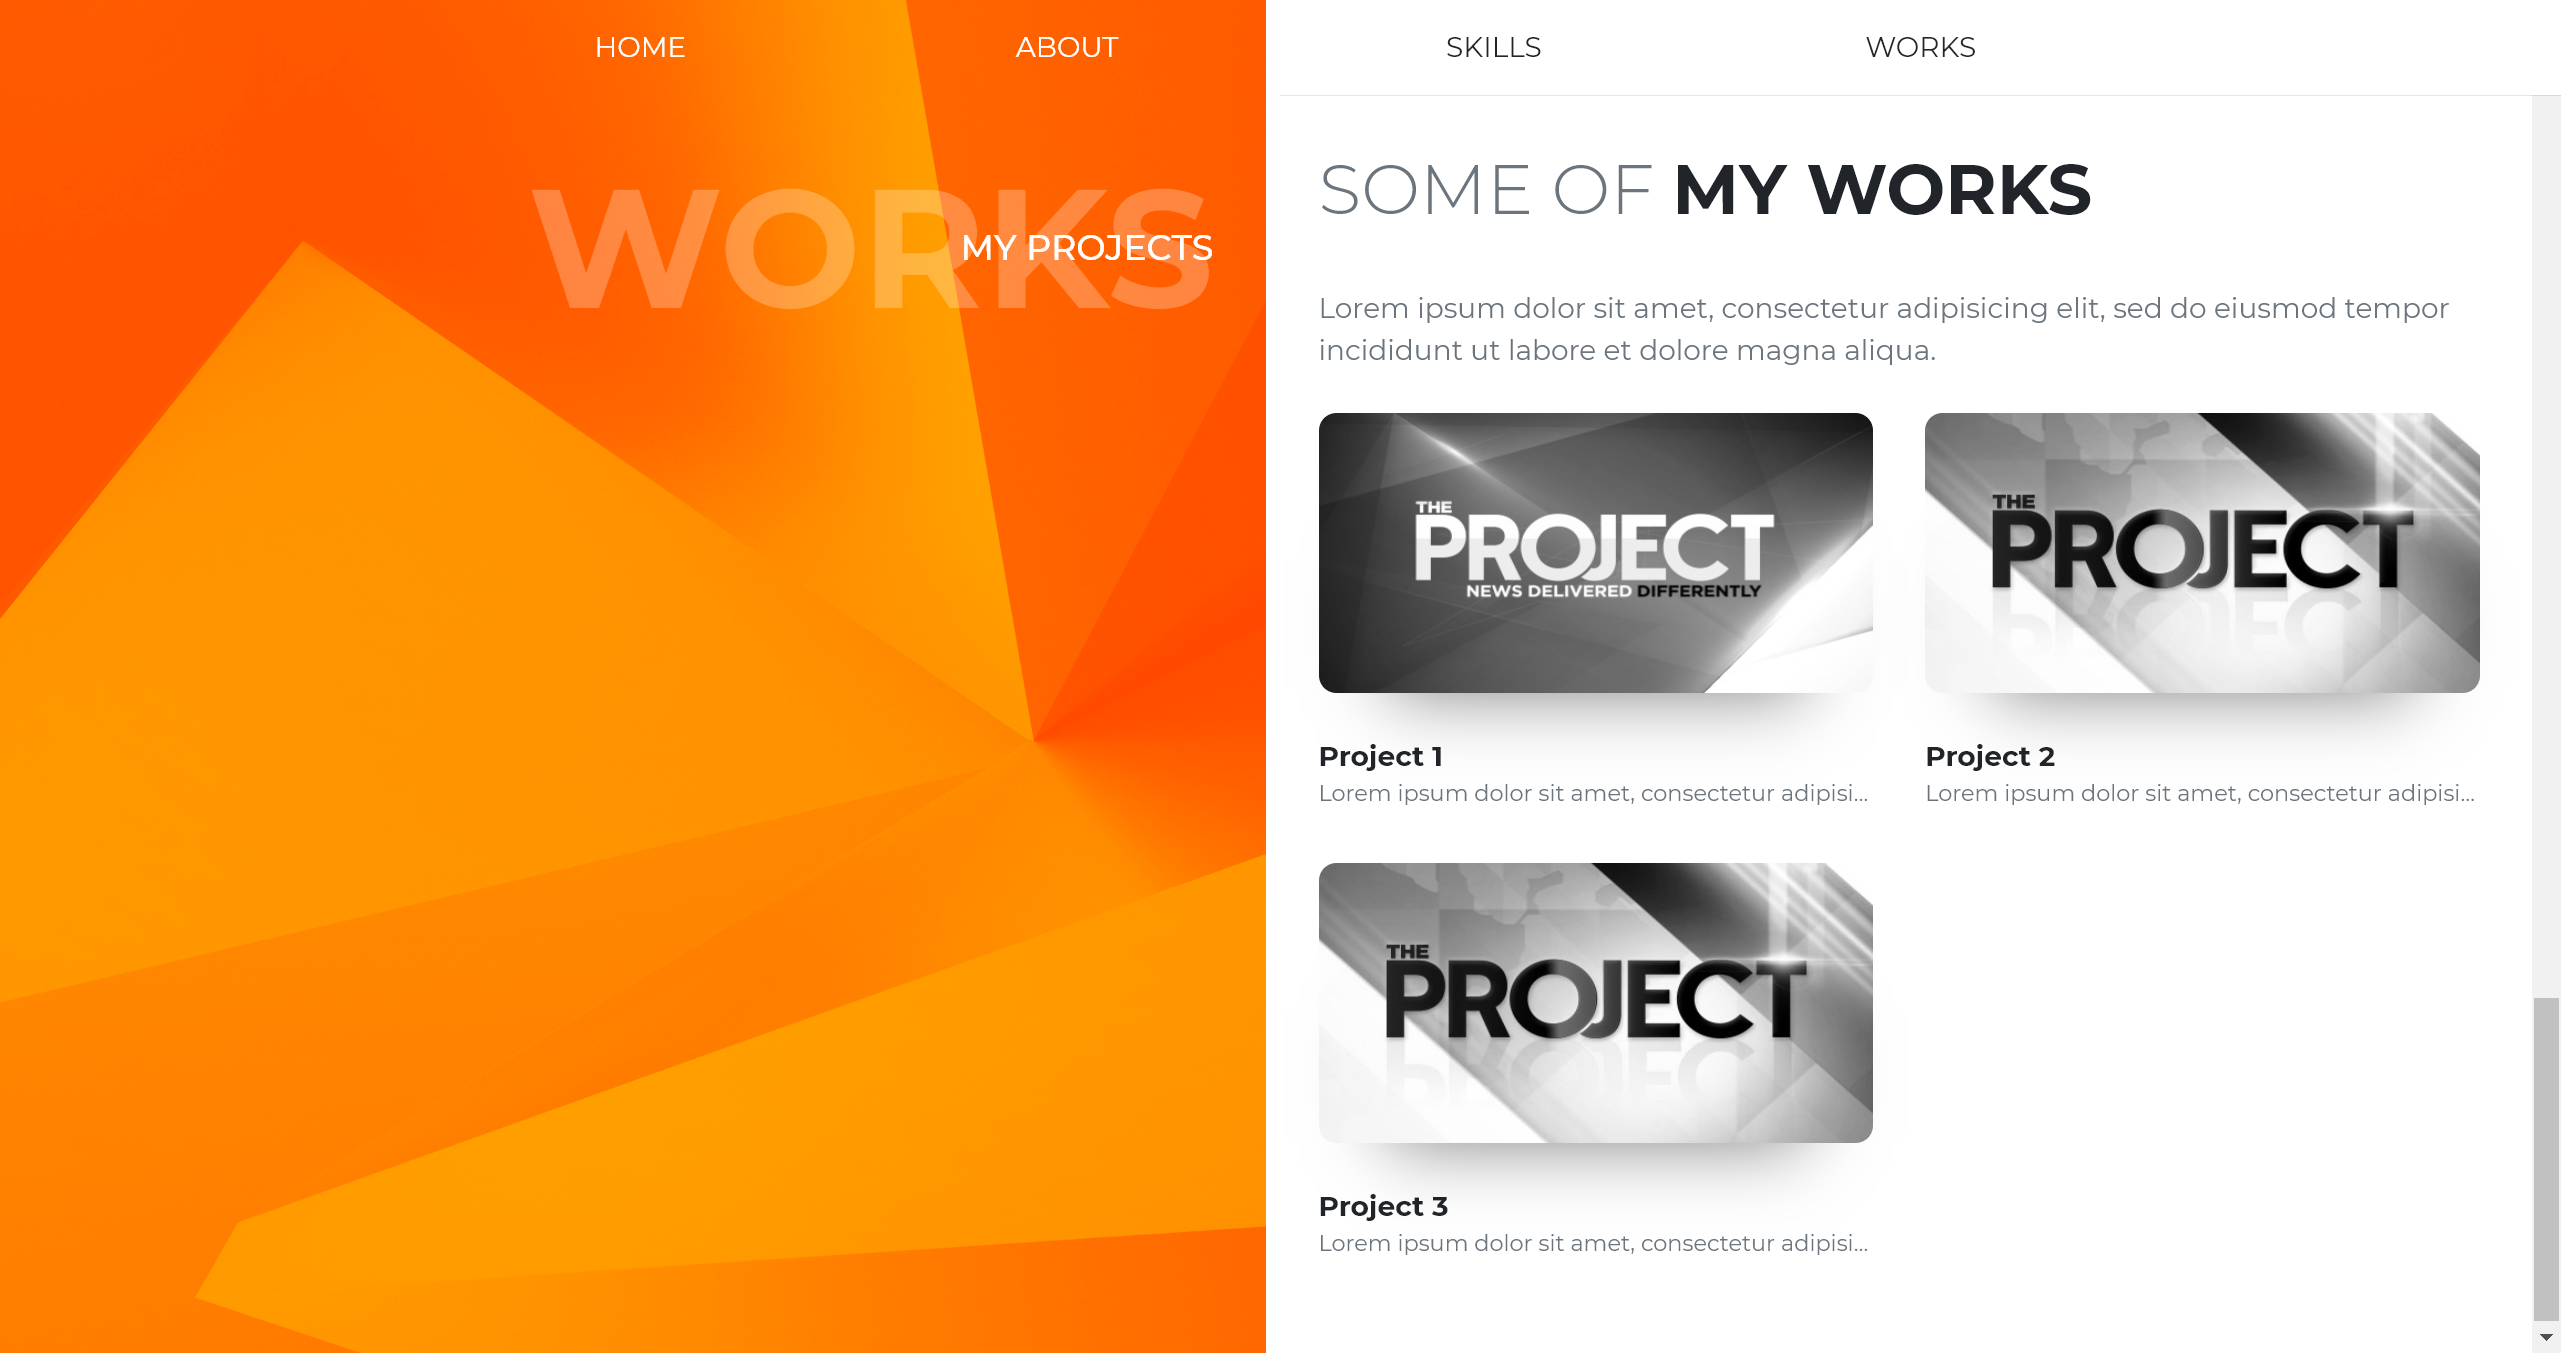 HOME
ABOUT
SKILLS
WORKS
WORKS
MY PROJECTS
SOME OF MY WORKS
Lorem ipsum dolor sit amet, consectetur adipisicing elit, sed do eiusmod tempor
incididunt ut labore et dolore magna aliqua.
THE
PROJECT
NEWS DELIVERED DIFFERENTLY
Project 1
Lorem ipsum dolor sit amet, consectetur adipisi...
THE
PROJECT
Project 2
Lorem ipsum dolor sit amet, consectetur adipisi...
THE
PROJECT
Project 3
Lorem ipsum dolor sit amet, consectetur adipisi...